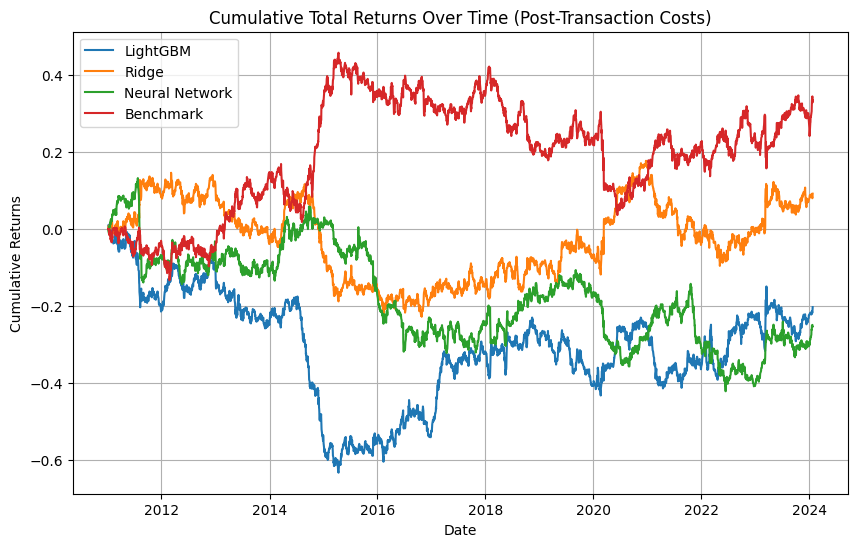 Cumulative Total Returns Over Time (Post-Transaction Costs)
LightGBM
Ridge
Neural Network
Benchmark
Cumulative Returns
0.4
0.2
0.0
−0.2
−0.4
−0.6
2012
2014
2016
2018
2020
2022
2024
Date